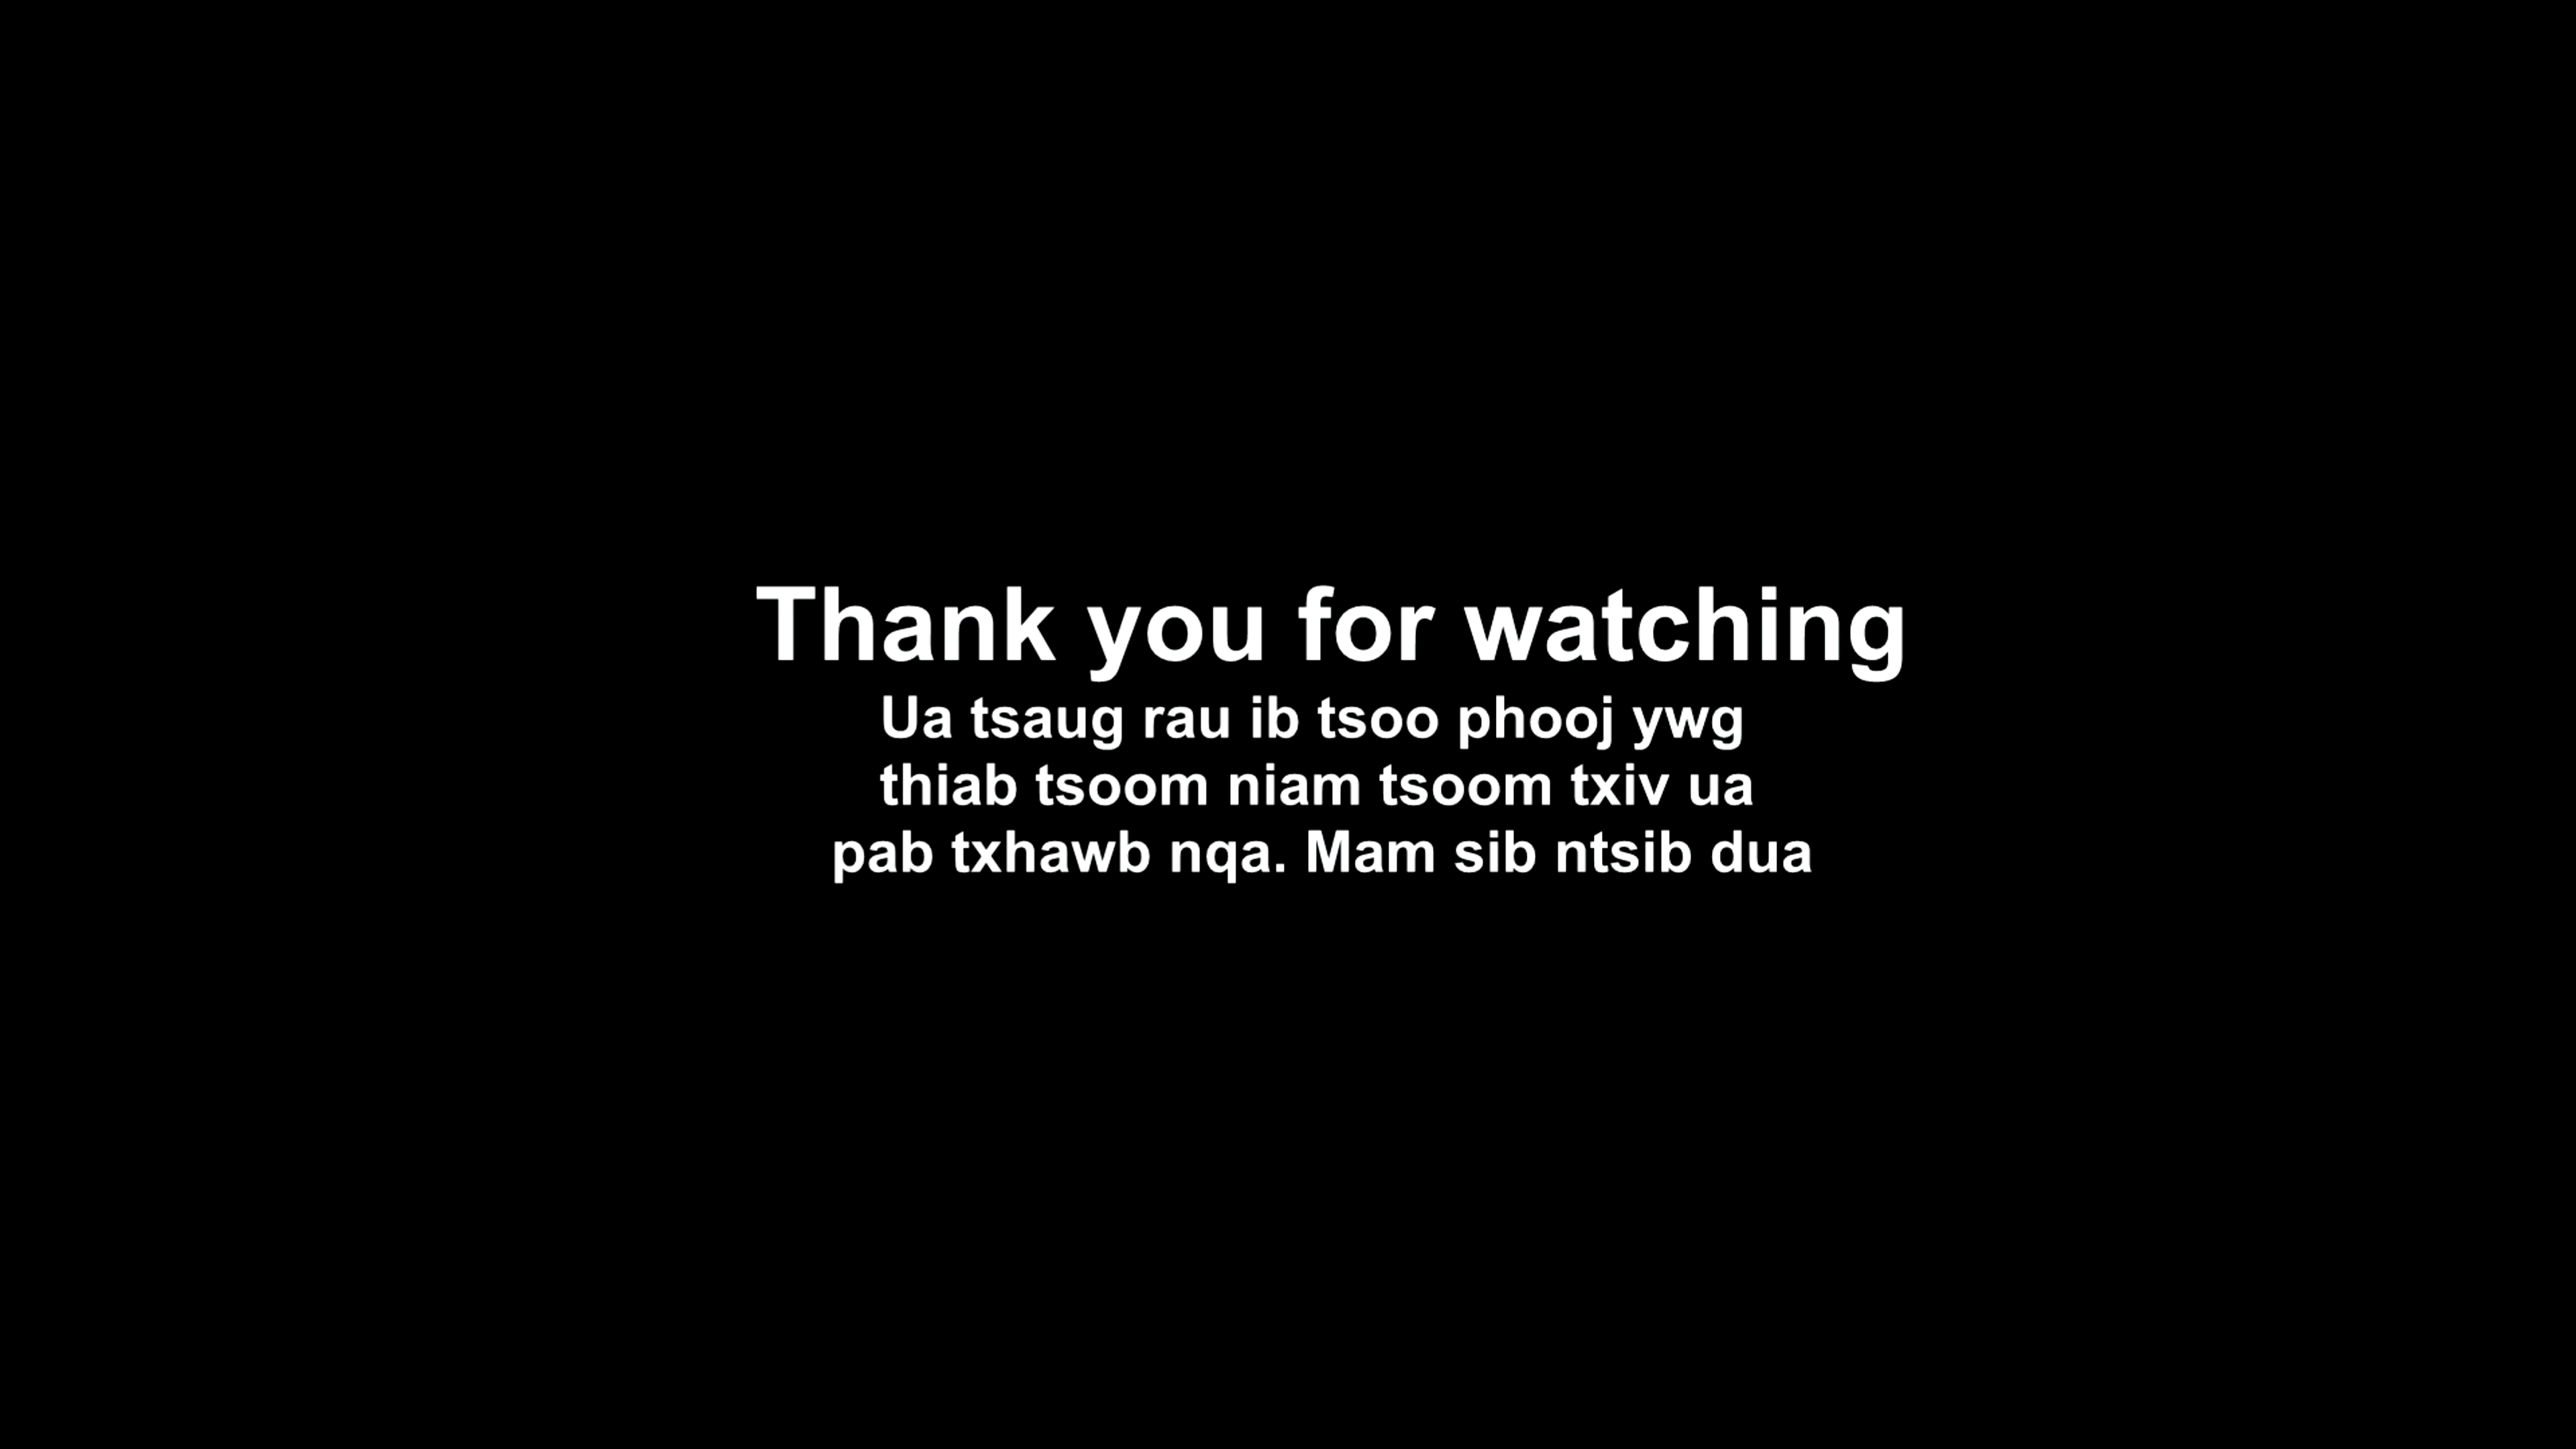 Thank you for watching
Ua tsaug rau ib tsoo phooj ywg
thiab tsoom niam tsoom txiv ua
pab txhawb nqa. Mam sib ntsib dua